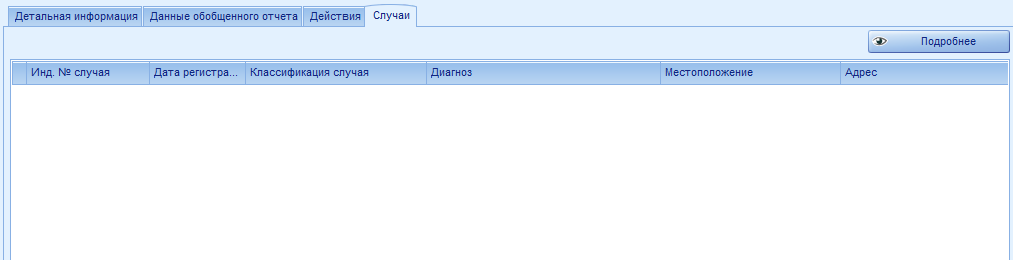 Детальная информация Данные обобщенного отчета Действия Случаи
Подробнее
Инд. № случая Дата регистра... Классификация случая Диагноз Местоположение Адрес